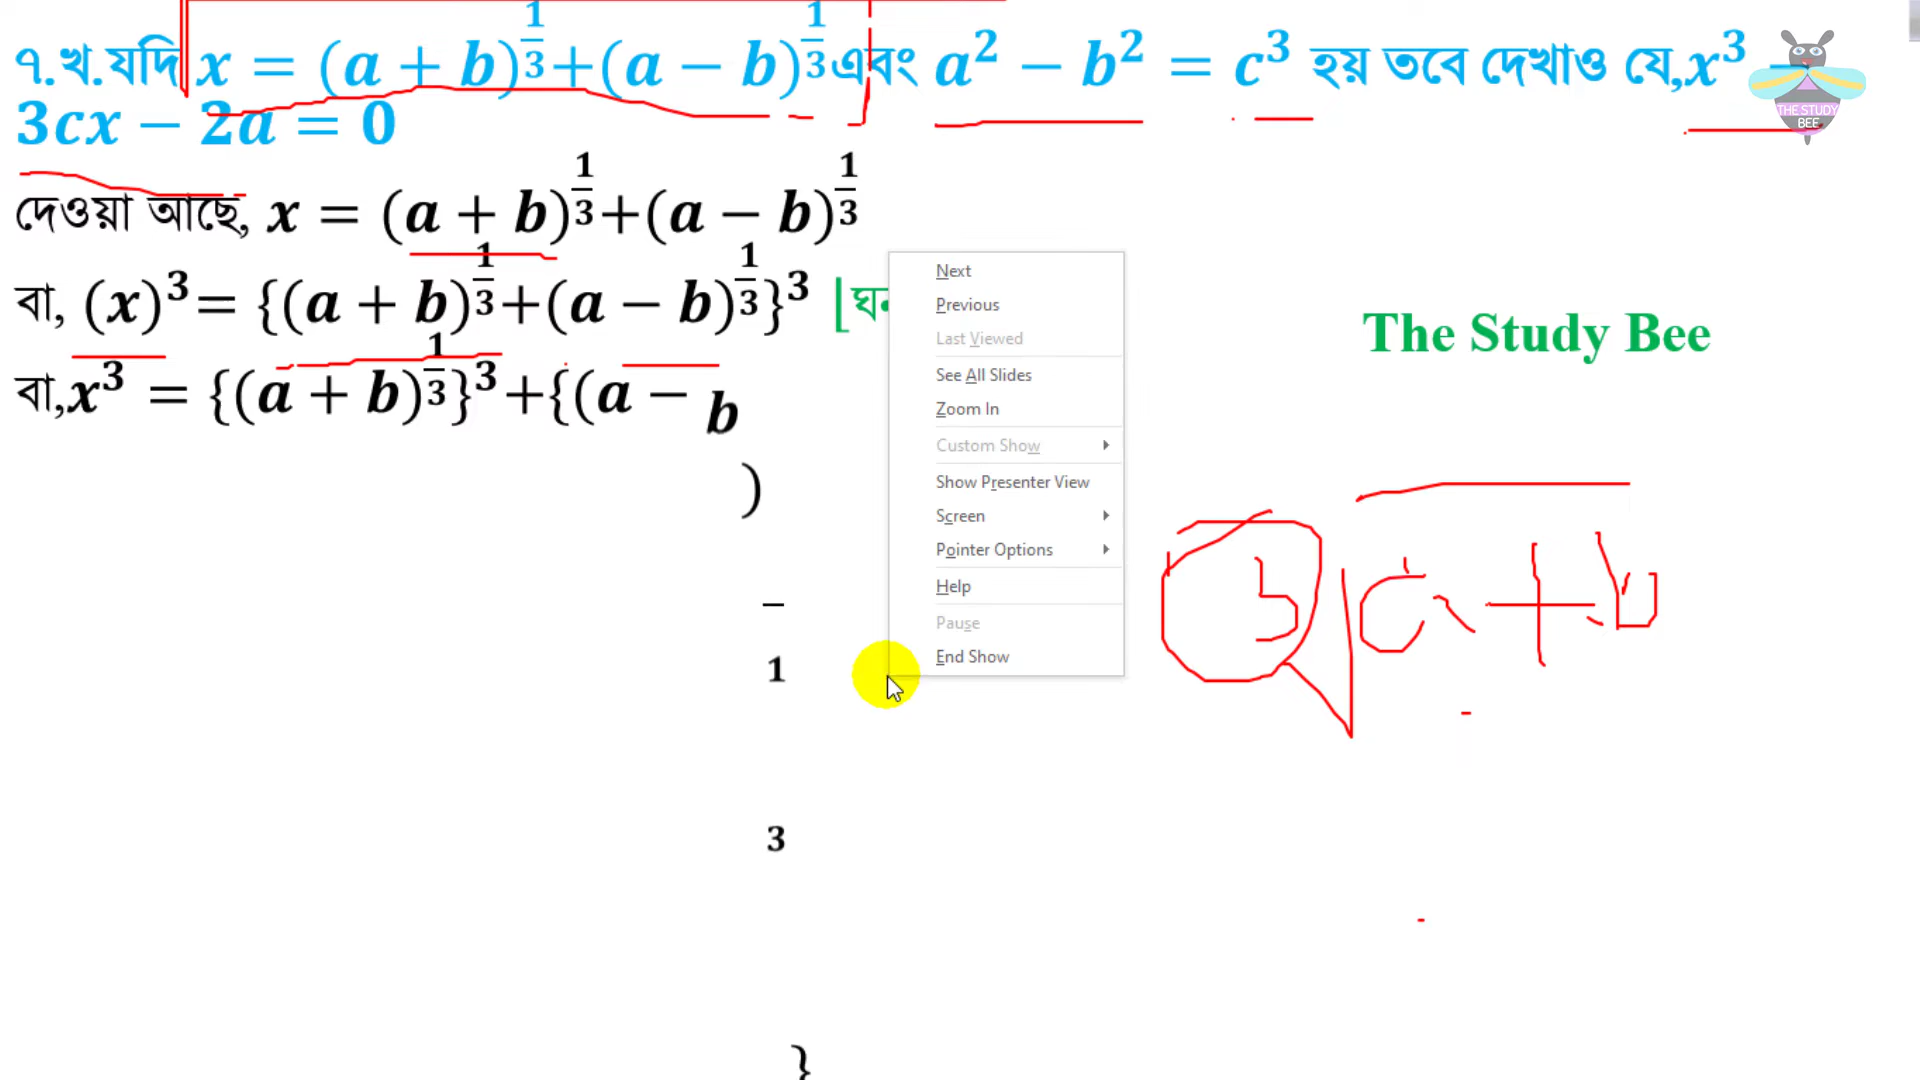 ৭.খ.যদি x = (a + b)^{1/3}+(a − b)^{1/3}এবং a² − b² = c³ হয় তবে দেখাও যে,x³ −
3cx − 2a = 0
দেওয়া আছে, x = (a + b)^{1/3}+(a − b)^{1/3}
বা, (x)³= {(a + b)^{1/3}+(a − b)^{1/3}}³
বা,x³ = {(a + b)^{1/3}}³+{(a − b
)
–
1
3
}
Next
Previous
Last Viewed
See All Slides
Zoom In
Custom Show
Show Presenter View
Screen
Pointer Options
Help
Pause
End Show
The Study Bee
3√a+b
THE STUDY
BEE